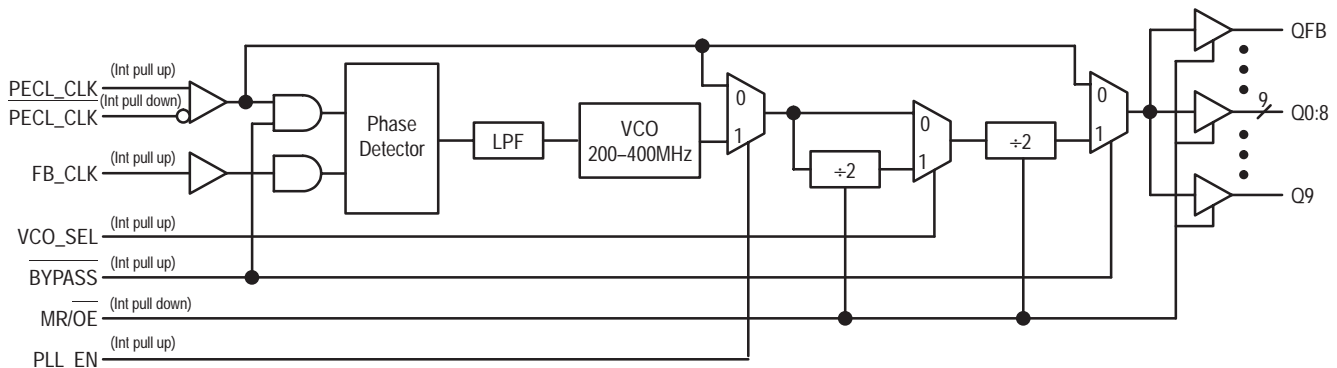 QFB
(Int pull up)
PECL_CLK
(Int pull down)
PECL_CLK
0
1
0
1
0
1
9
Q0:8
Phase
Detector
LPF
VCO
200–400MHz
÷2
÷2
(Int pull up)
FB_CLK
Q9
(Int pull up)
VCO_SEL
(Int pull up)
BYPASS
(Int pull down)
MR/OE
(Int pull up)
PLL_EN